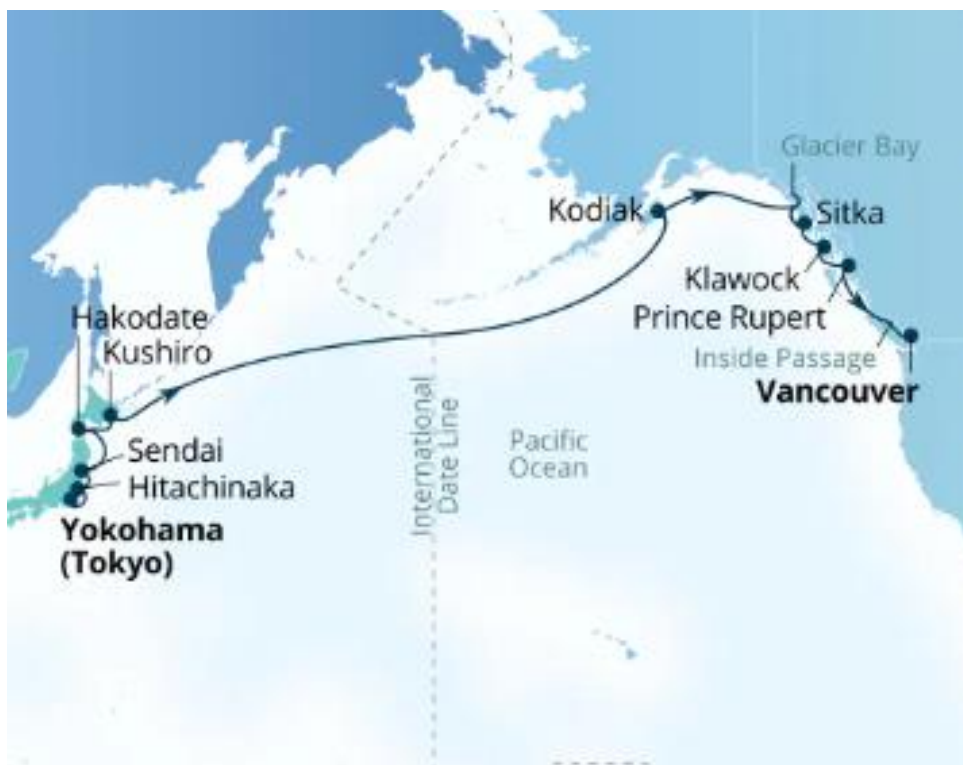 Glacier Bay
Kodiak
Sitka
Klawock
Prince Rupert
Inside Passage
Vancouver
Hakodate
Kushiro
Sendai
Hitachinaka
Yokohama
(Tokyo)
International
Date Line
Pacific
Ocean